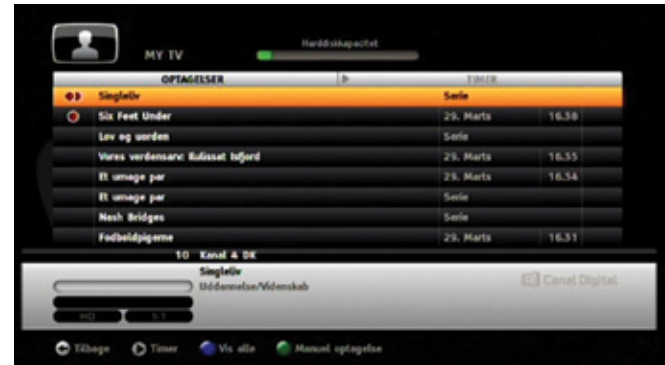 MY TV
Harddiskkapacitet
OPTAGELSER TIMER
Singleliv Serie
Six Feet Under 29. Marts 16.38
Lov og uorden Serie
Vores verdensarv: Ilulissat Isfjord 29. Marts 16.35
Et umage par 29. Marts 16.34
Et umage par Serie
Nash Bridges Serie
Fodboldpigerne 29. Marts 16.31
10 Kanal 4 DK
Singleliv
Uddannelse/Videnskab
Canal Digital
HD 5.1
Tilbage Timer Vis alle Manuel optagelse